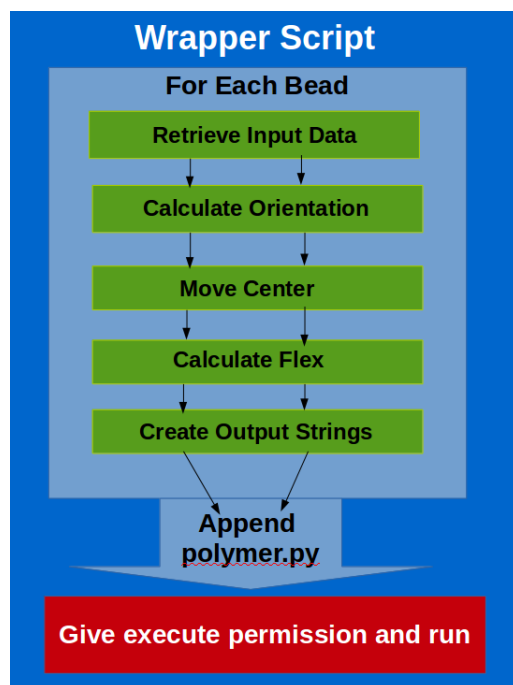 Wrapper Script
For Each Bead
Retrieve Input Data
Calculate Orientation
Move Center
Calculate Flex
Create Output Strings
Append
polymer.py
Give execute permission and run